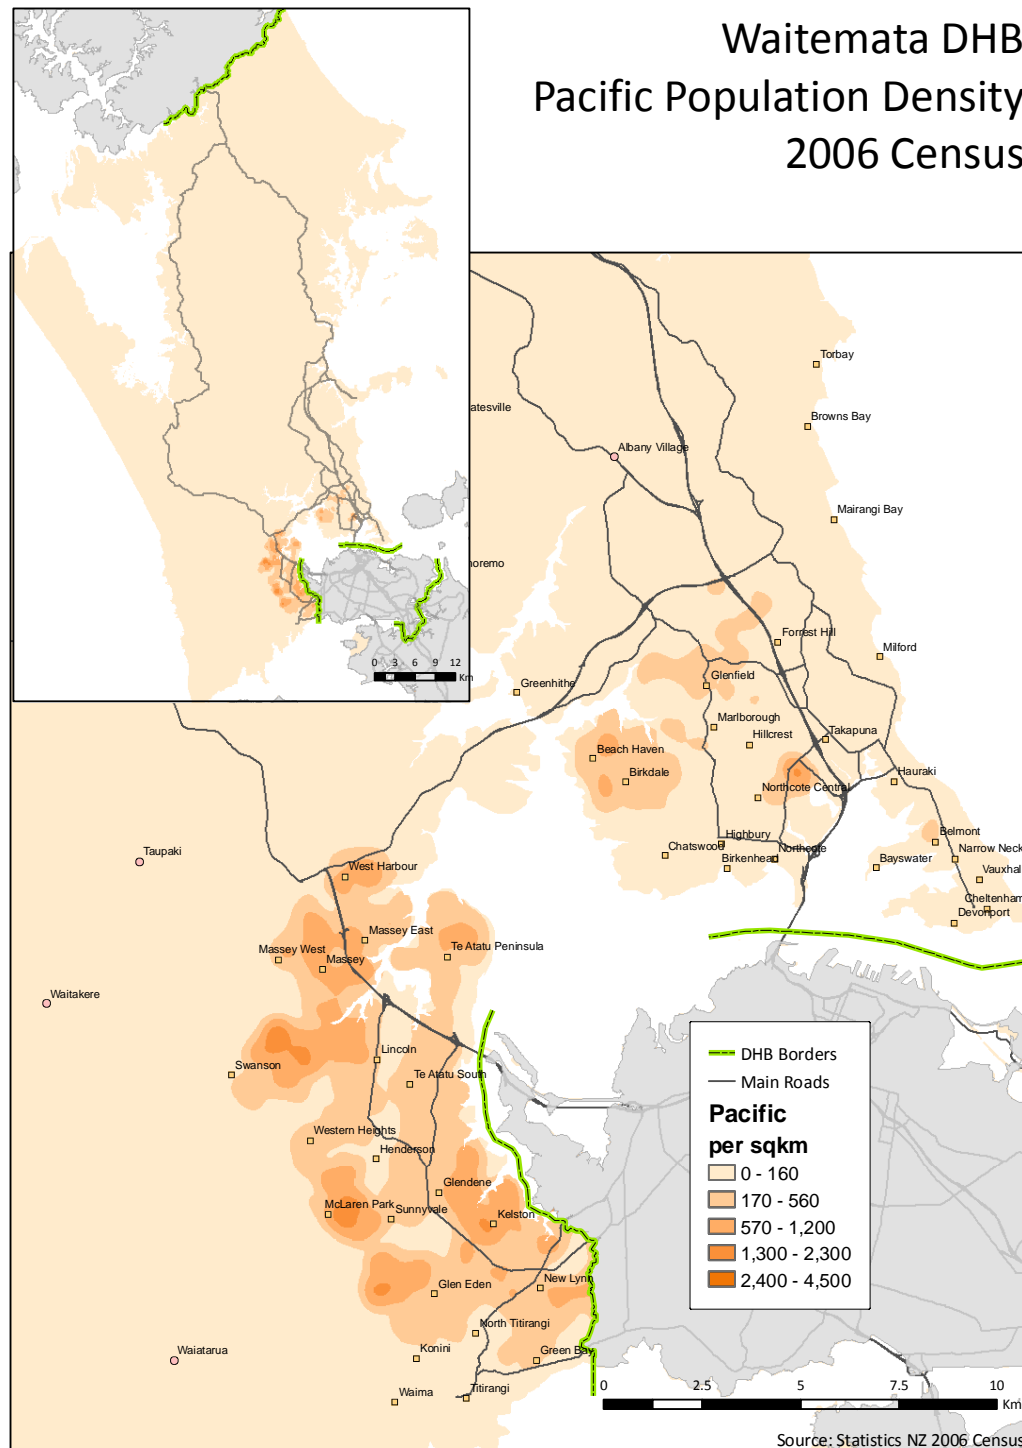 Waitemata DHB
Pacific Population Density
2006 Census
0 3 6 9 12
Km
Torbay
atesville
Browns Bay
Albany Village
Mairangi Bay
noremo
Forrest Hill
Milford
Glenfield
Greenhithe
Marlborough
Hillcrest
Takapuna
Beach Haven
Birkdale
Hauraki
Northcote Central
Highbury
Belmont
Chatswood
Northcote
Narrow Neck
Birkenhead
Bayswater
Vauxhal
Cheltenham
Devonport
Taupaki
West Harbour
Massey East
Massey West
Te Atatu Peninsula
Massey
Waitakere
Lincoln
Swanson
Te Atatu South
Western Heights
Henderson
Glendene
McLaren Park
Sunnyvale
Kelston
Glen Eden
New Lynn
North Titirangi
Waiatarua
Konini
Green Bay
Waima
Titirangi
DHB Borders
Main Roads
Pacific
per sqkm
0 - 160
170 - 560
570 - 1,200
1,300 - 2,300
2,400 - 4,500
0 2.5 5 7.5 10
Km
Source: Statistics NZ 2006 Census